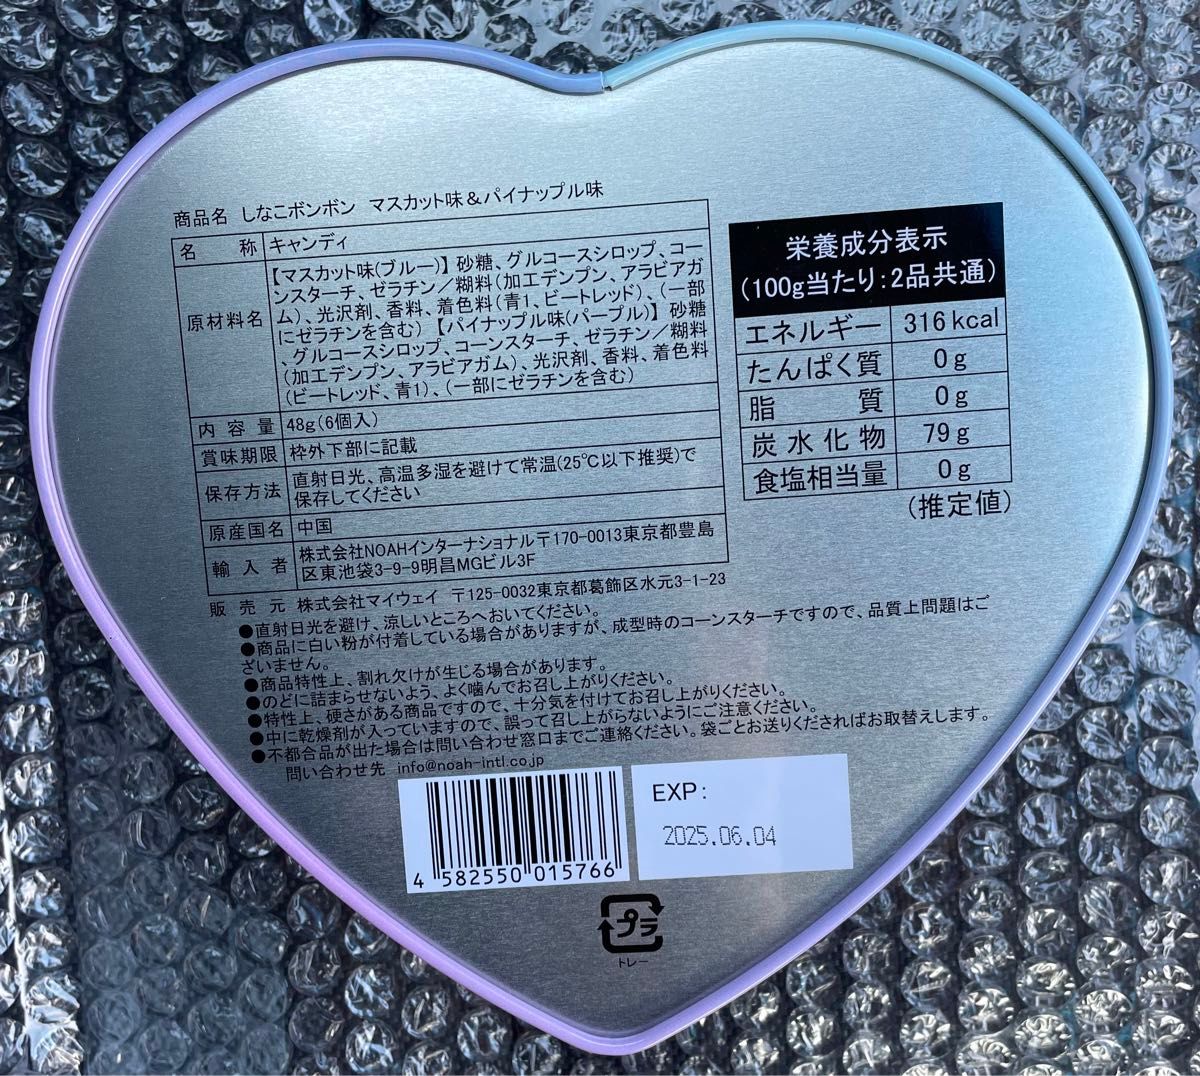 商品名 しなこボンボン マスカット味＆パイナップル味
名称 キャンディ
原材料名
【マスカット味(ブルー)】 砂糖、グルコースシロップ、コー
ンスターチ、ゼラチン／糊料(加工デンプン、アラビアガ
ム)、光沢剤、香料、着色料(青1、ビートレッド)、(一部
にゼラチンを含む) 【パイナップル味(パープル)】 砂糖
、グルコースシロップ、コーンスターチ、ゼラチン／糊料
(加工デンプン、アラビアガム)、光沢剤、香料、着色料
(ビートレッド、青1)、(一部にゼラチンを含む)
内容量 48g(6個入)
賞味期限 枠外下部に記載
保存方法
直射日光、高温多湿を避けて常温(25℃以下推奨)で
保存してください
原産国名 中国
輸入者
株式会社NOAHインターナショナル〒170-0013東京都豊島
区東池袋3-9-9明昌MGビル3F
販売元 株式会社マイウェイ 〒125-0032東京都葛飾区水元3-1-23
●直射日光を避け、涼しいところへおいてください。
●商品に白い粉が付着している場合がありますが、成型時のコーンスターチですので、品質上問題はご
ざいません。
●商品特性上、割れ欠けが生じる場合があります。
●のどに詰まらせないよう、よく噛んでお召し上がりください。
●特性上、硬さがある商品ですので、十分気を付けてお召し上がりください。
●中に乾燥剤が入っていますので、誤って召し上がらないようにご注意ください。
●不都合品が出た場合は問い合わせ窓口までご連絡ください。袋ごとお送りくださればお取替えします。
問い合わせ先 info@noah-intl.co.jp
栄養成分表示
(100g当たり:2品共通)
エネルギー 316kcal
たんぱく質 0g
脂質 0g
炭水化物 79g
食塩相当量 0g
(推定値)
4 582550 015766
EXP:
2025.06.04
プラ
トレー